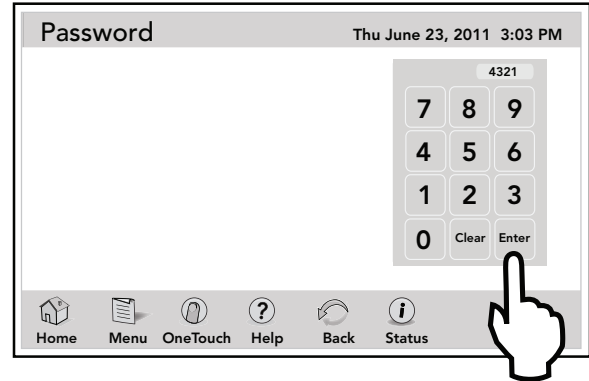 Password Thu June 23, 2011 3:03 PM
4321
7 8 9
4 5 6
1 2 3
0 Clear Enter
? i
Home Menu OneTouch Help Back Status